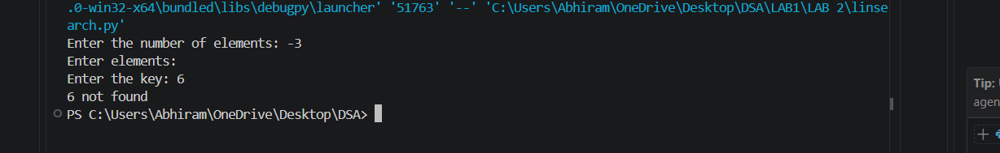 .0-win32-x64\bundled\libs\debugpy\launcher' '51763' '--' 'C:\Users\Abhiram\OneDrive\Desktop\DSA\LAB1\LAB 2\linse
arch.py'
Enter the number of elements: -3
Enter elements:
Enter the key: 6
6 not found
PS C:\Users\Abhiram\OneDrive\Desktop\DSA>
Tip:
agen